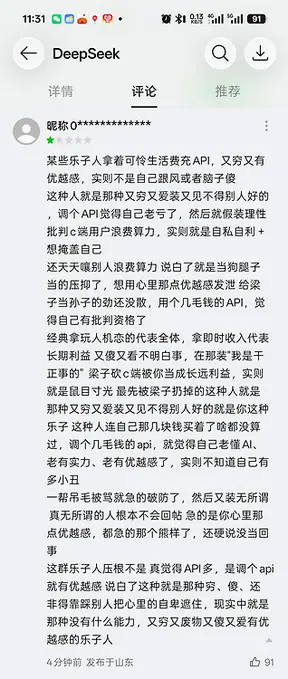 11:31
0.13
KB/S
91
DeepSeek
详情
评论
推荐
昵称0*************
某些乐子人拿着可怜生活费充API，又穷又有
优越感，实则不是自己跟风或者脑子傻
这种人就是那种又穷又爱装又见不得别人好的
，调个API觉得自己老亏了，然后就假装理性
批判c端用户浪费算力，实则就是自私自利+
想掩盖自己
还天天嚷别人浪费算力 说白了就是当狗腿子
当的压抑了，想用心里那点优越感发泄 给梁
子当孙子的劲还没散，用个几毛钱的API，觉
得自己有批判资格了
经典拿玩人机恋的代表全体，拿即时收入代表
长期利益 又傻又看不明白事，在那装"我是干
正事的" 梁子砍c端被你当成长远利益，实则
就是鼠目寸光 最先被梁子扔掉的这种人就是
那种又穷又爱装又见不得别人好的就是你这种
乐子 这种人连自己那几块钱买着了啥都没算
过，调个几毛钱的api，就觉得自己老懂AI、
老有实力、老有优越感了，实则不知道自己有
多小丑
一帮吊毛被骂就急的破防了，然后又装无所谓
真无所谓的人根本不会回帖 急的是你心里那
点优越感，都急的那个熊样了，还硬说没当回
事
这群乐子人压根不是 真觉得API多，是调个api
就有优越感 说白了这种就是那种穷、傻、还
非得靠踩别人把心里的自卑遮住，现实中就是
那种没有什么能力，又穷又废物又傻又爱有优
越感的乐子人
4分钟前 发布于山东
91